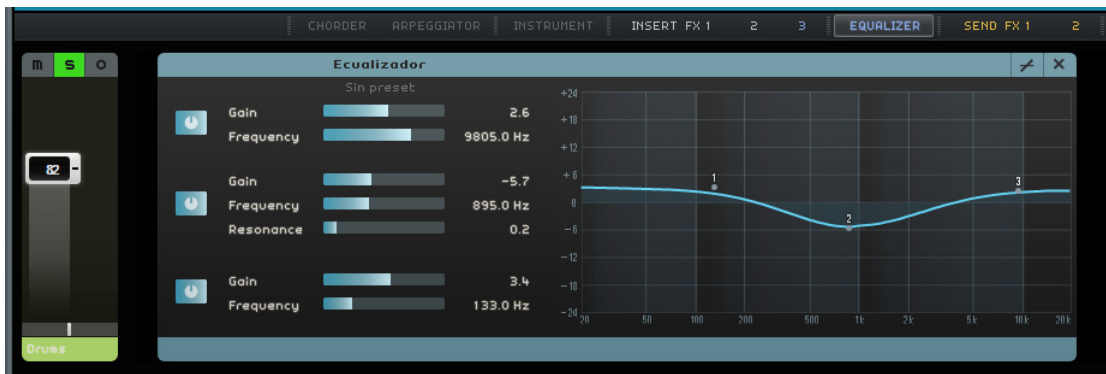 CHORDER ARPEGGIATOR INSTRUMENT INSERT FX 1 2 3 EQUALIZER SEND FX 1 2
M S O
Ecualizador
Sin preset
Gain 2.6
Frequency 9805.0 Hz
Gain -5.7
Frequency 895.0 Hz
Resonance 0.2
Gain 3.4
Frequency 133.0 Hz
82
Drums
+24
+18
+12
+6
0
-6
-12
-18
-24
1 2 3
20 50 100 200 500 1k 2k 5k 10k 20k